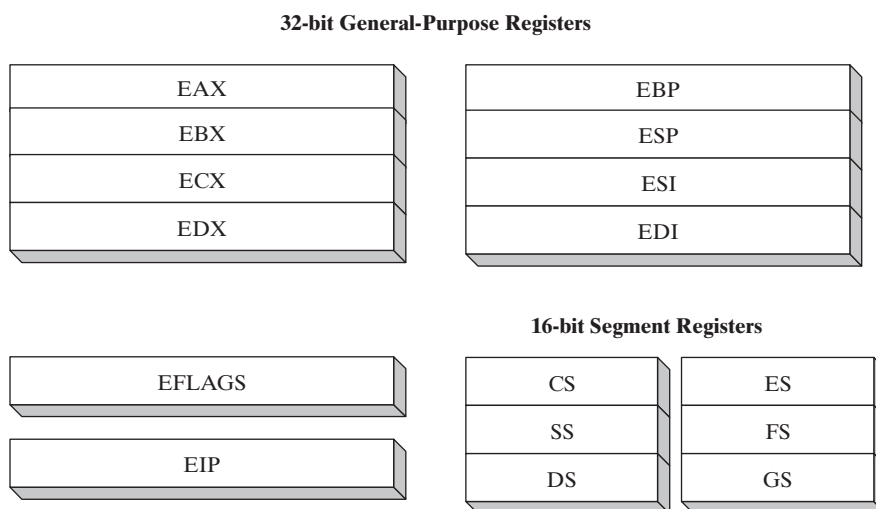 32-bit General-Purpose Registers
EAX
EBX
ECX
EDX
EBP
ESP
ESI
EDI
16-bit Segment Registers
EFLAGS
EIP
CS
SS
DS
ES
FS
GS